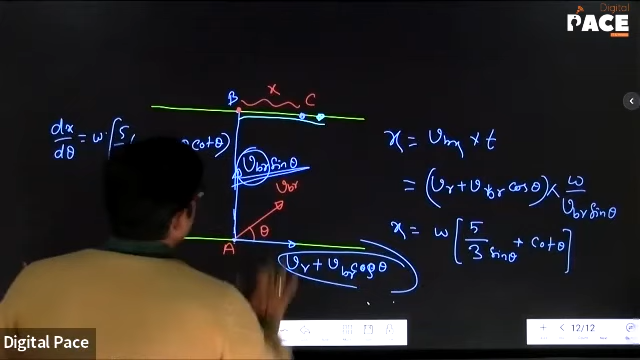 Digital
PACE
B x C
dx/dθ = w · [5/ cotθ)
v_br sinθ
v_br
θ
A
v_r + v_br cosθ
x = v_bx × t
= (v_r + v_br cosθ) × w / v_br sinθ
x = w [5 / 3 sinθ + cotθ]
12/12
Digital Pace